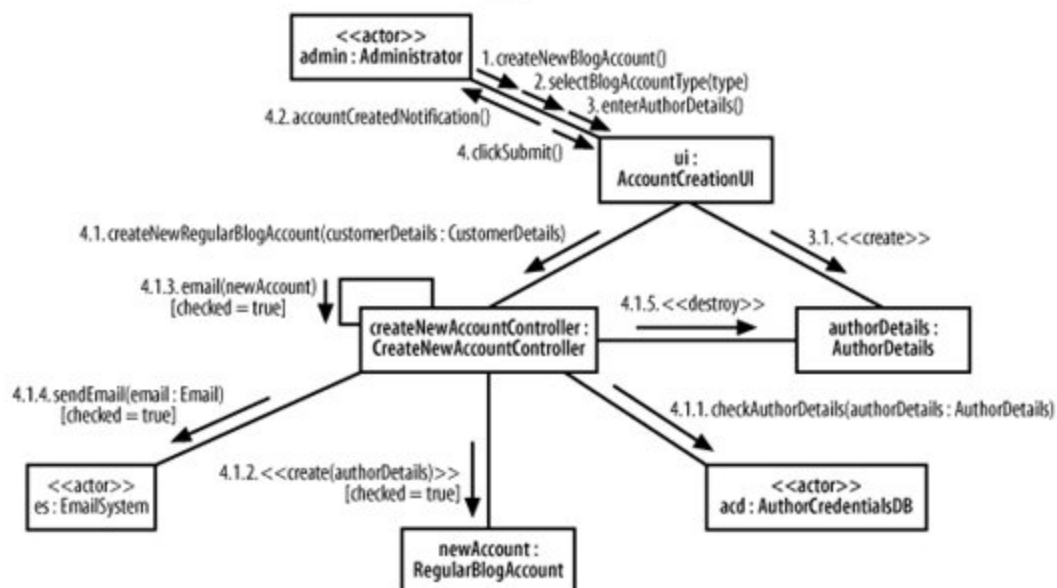 <<actor>>
admin : Administrator
1. createNewBlogAccount()
2. selectBlogAccountType(type)
3. enterAuthorDetails()
4.2. accountCreatedNotification()
4. clickSubmit()
ui :
AccountCreationUI
4.1. createNewRegularBlogAccount(customerDetails : CustomerDetails)
3.1. <<create>>
4.1.3. email(newAccount)
[checked = true]
4.1.5. <<destroy>>
createNewAccountController :
CreateNewAccountController
authorDetails :
AuthorDetails
4.1.4. sendEmail(email : Email)
[checked = true]
4.1.1. checkAuthorDetails(authorDetails : AuthorDetails)
4.1.2. <<create(authorDetails)>>
[checked = true]
<<actor>>
es : EmailSystem
<<actor>>
acd : AuthorCredentialsDB
newAccount :
RegularBlogAccount